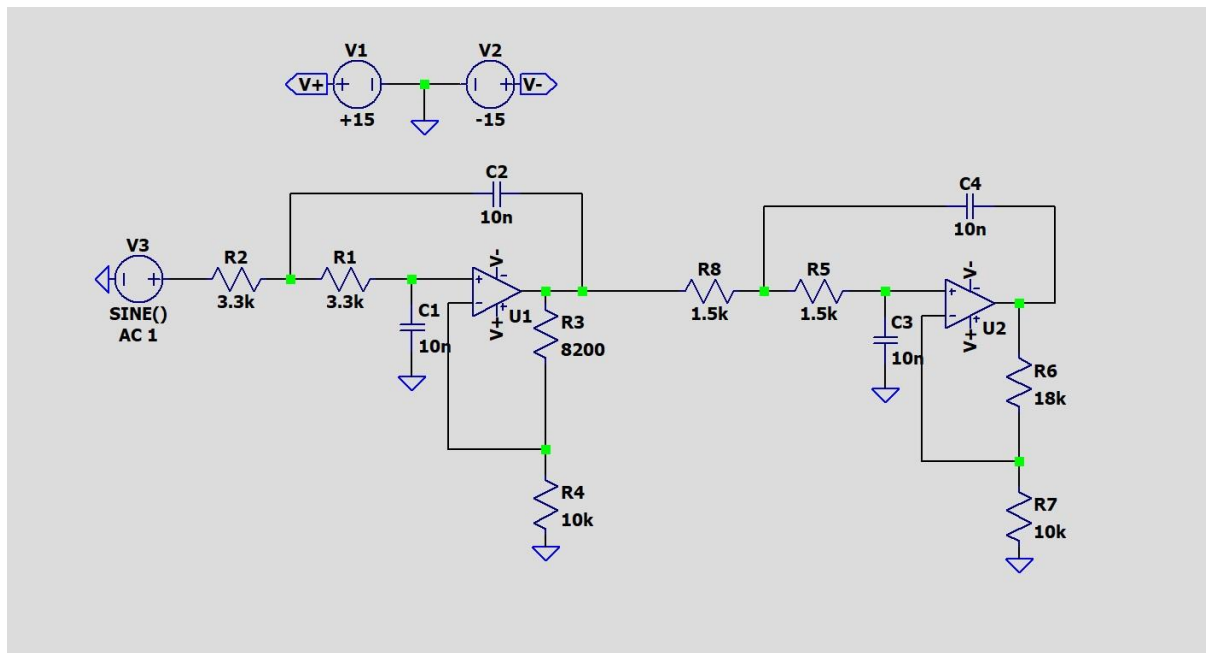 V1
V2
V+
V-
+15
-15
C2
10n
C4
10n
V3
SINE()
AC 1
R2
3.3k
R1
3.3k
C1
10n
V-
V+
U1
R3
8200
R4
10k
R8
1.5k
R5
1.5k
C3
10n
V-
V+
U2
R6
18k
R7
10k